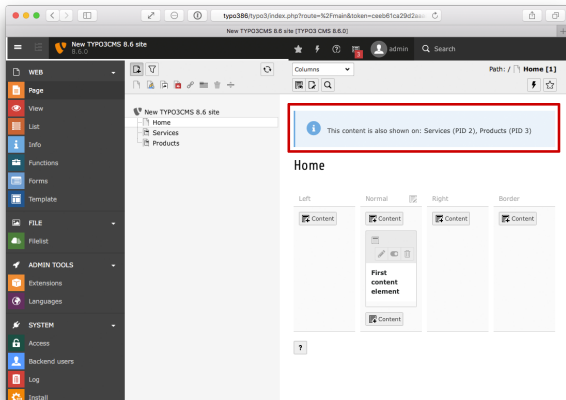 typo386/typo3/index.php?route=%2Fmain&token=ceeb61ca29d2aa
New TYPO3CMS 8.6 site [TYPO3 CMS 8.6.0]
New TYPO3CMS 8.6 site
8.6.0
3
admin
Search
WEB
Page
View
List
Info
Functions
Forms
Template
FILE
Filelist
ADMIN TOOLS
Extensions
Languages
SYSTEM
Access
Backend users
Log
Install
New TYPO3CMS 8.6 site
Home
Services
Products
Columns
Path: / Home [1]
This content is also shown on: Services (PID 2), Products (PID 3)
Home
Left Normal Right Border
Content Content Content Content
First
content
element
Content
?